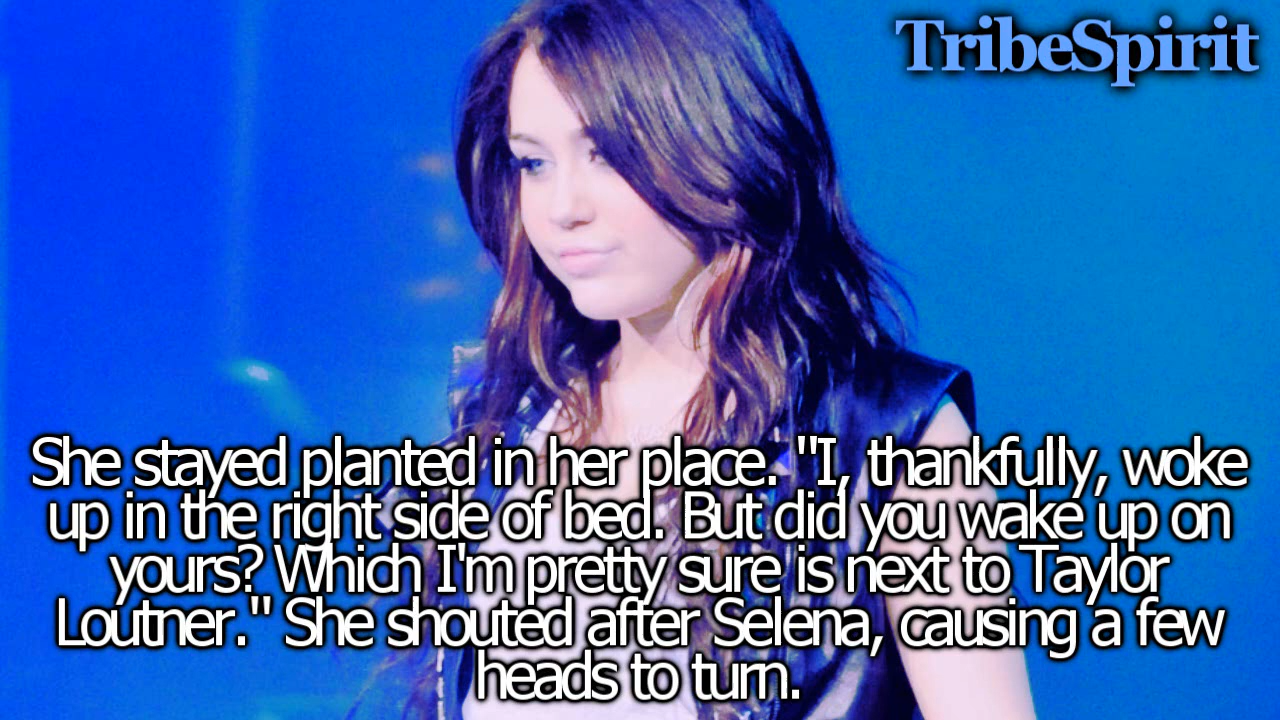 TribeSpirit
She stayed planted in her place. "I, thankfully, woke
up in the right side of bed. But did you wake up on
yours? Which I'm pretty sure is next to Taylor
Loutner." She shouted after Selena, causing a few
heads to turn.